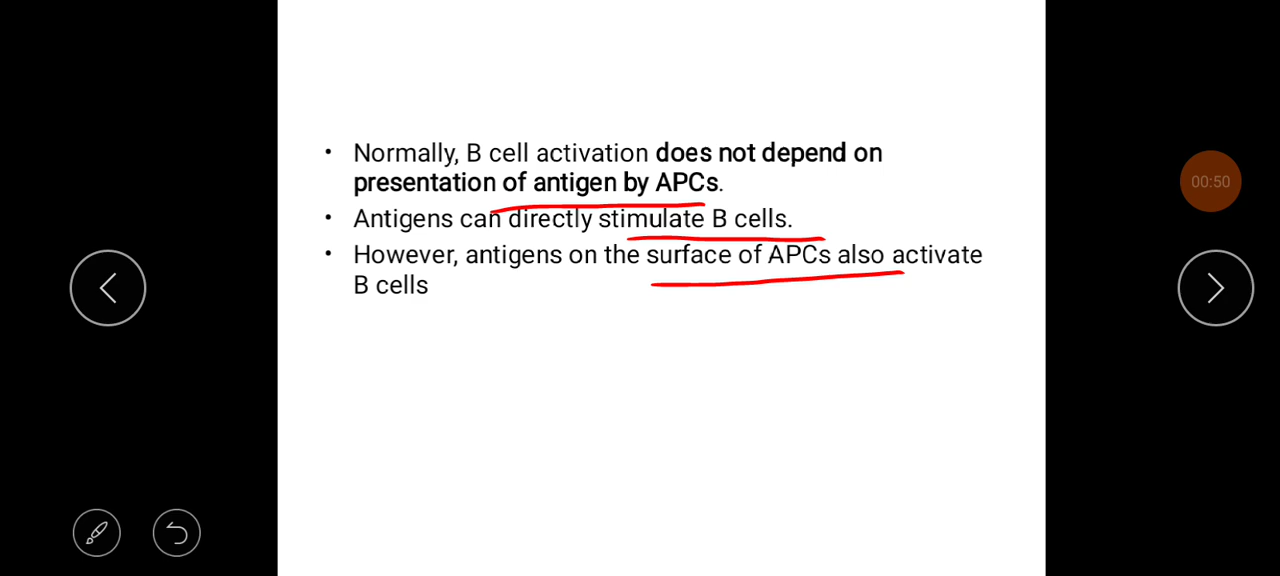 • Normally, B cell activation does not depend on
presentation of antigen by APCs.
• Antigens can directly stimulate B cells.
• However, antigens on the surface of APCs also activate
B cells
00:50